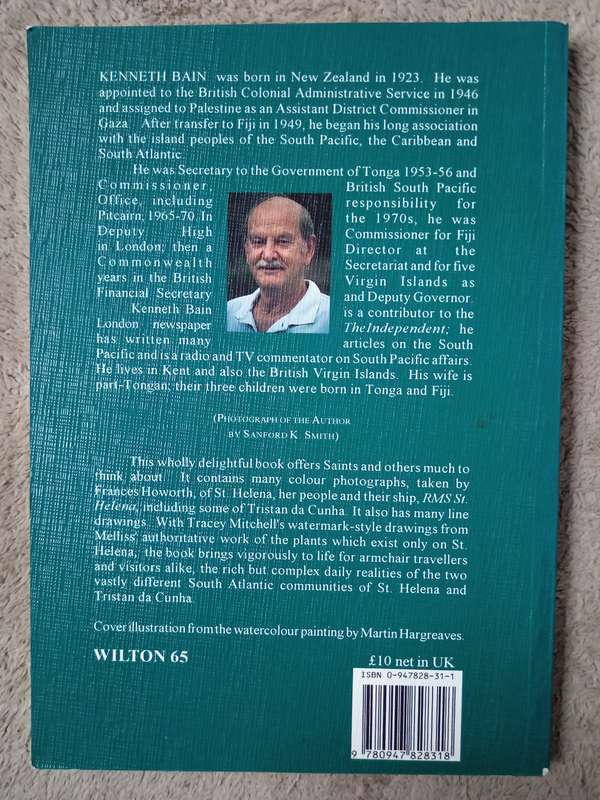 KENNETH BAIN was born in New Zealand in 1923. He was
appointed to the British Colonial Administrative Service in 1946
and assigned to Palestine as an Assistant District Commissioner in
Gaza. After transfer to Fiji in 1949, he began his long association
with the island peoples of the South Pacific, the Caribbean and
South Atlantic.
He was Secretary to the Government of Tonga 1953-56 and
Commissioner, British South Pacific
Office, including responsibility for
Pitcairn, 1965-70. In the 1970s, he was
Deputy High Commissioner for Fiji
in London; then a Director at the
Commonwealth Secretariat and for five
years in the British Virgin Islands as
Financial Secretary and Deputy Governor.
Kenneth Bain is a contributor to the
London newspaper The Independent; he
has written many articles on the South
Pacific and is a radio and TV commentator on South Pacific affairs.
He lives in Kent and also the British Virgin Islands. His wife is
part-Tongan; their three children were born in Tonga and Fiji.
(PHOTOGRAPH OF THE AUTHOR
BY SANFORD K. SMITH)
This wholly delightful book offers Saints and others much to
think about. It contains many colour photographs, taken by
Frances Howorth, of St. Helena, her people and their ship, RMS St.
Helena, including some of Tristan da Cunha. It also has many line
drawings. With Tracey Mitchell's watermark-style drawings from
Melliss' authoritative work of the plants which exist only on St.
Helena, the book brings vigorously to life for armchair travellers
and visitors alike, the rich but complex daily realities of the two
vastly different South Atlantic communities of St. Helena and
Tristan da Cunha.
Cover illustration from the watercolour painting by Martin Hargreaves.
WILTON 65 £10 net in UK
ISBN 0-947828-31-1
9 780947 828318